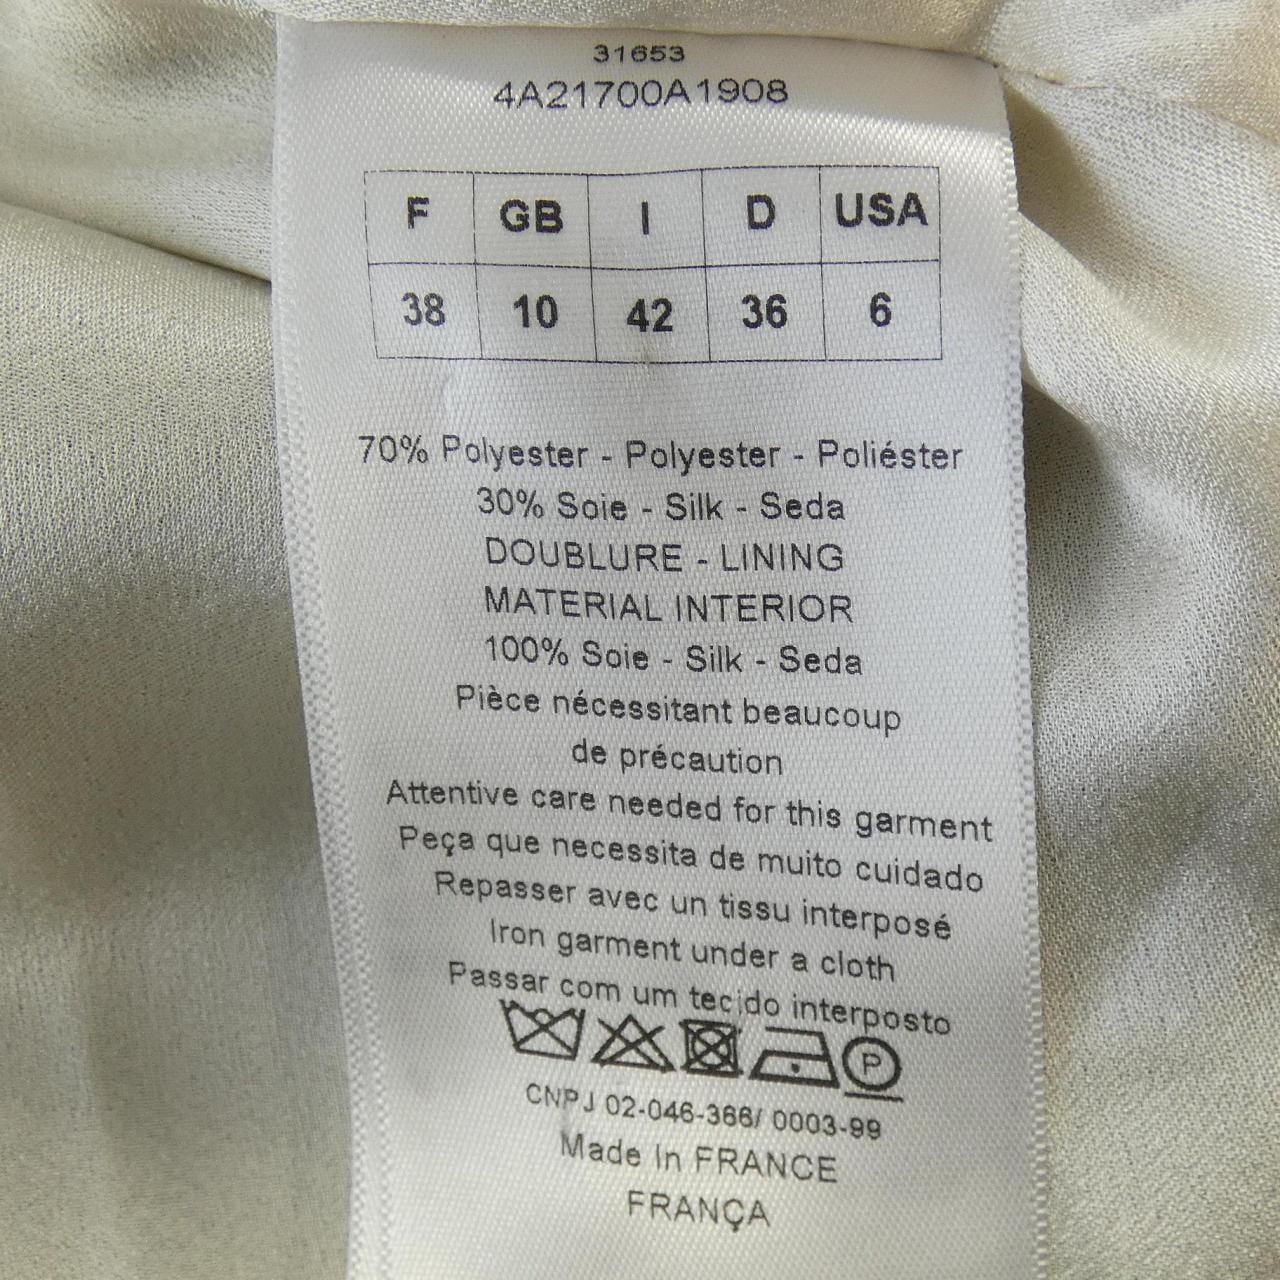 31653
4A21700A1908
F GB I D USA
38 10 42 36 6
70% Polyester - Polyester - Poliéster
30% Soie - Silk - Seda
DOUBLURE - LINING
MATERIAL INTERIOR
100% Soie - Silk - Seda
Pièce nécessitant beaucoup
de précaution
Attentive care needed for this garment
Peça que necessita de muito cuidado
Repasser avec un tissu interposé
Iron garment under a cloth
Passar com um tecido interposto
P
CNPJ 02-046-366/ 0003-99
Made In FRANCE
FRANÇA